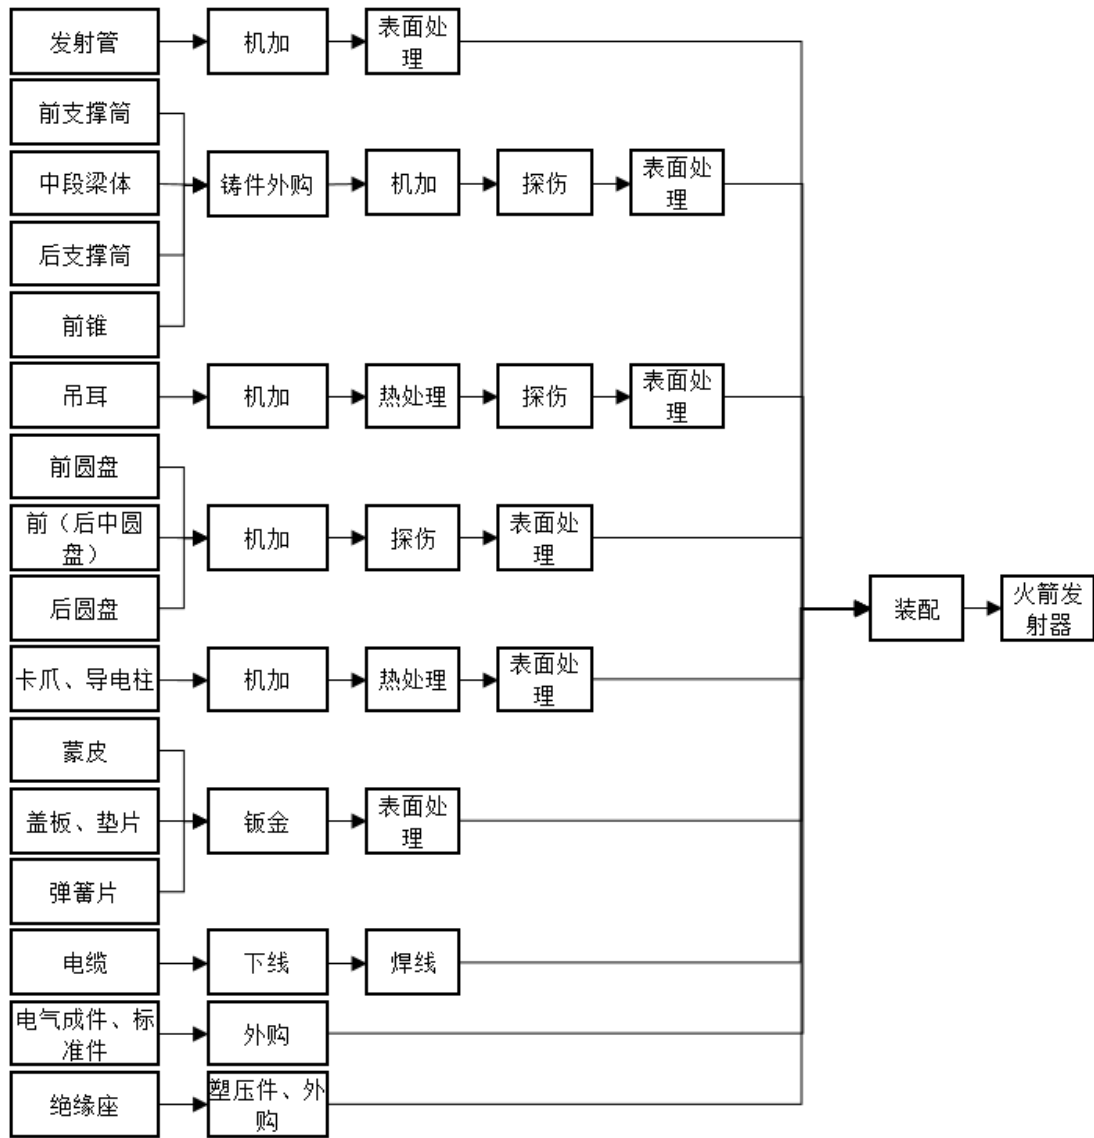 发射管
机加
表面处
理
前支撑筒
中段梁体
后支撑筒
前锥
铸件外购
机加
探伤
表面处
理
吊耳
机加
热处理
探伤
表面处
理
前圆盘
前（后中圆
盘）
后圆盘
机加
探伤
表面处
理
卡爪、导电柱
机加
热处理
表面处
理
蒙皮
盖板、垫片
弹簧片
钣金
表面处
理
电缆
下线
焊线
电气成件、标
准件
外购
绝缘座
塑压件、外
购
装配
火箭发
射器